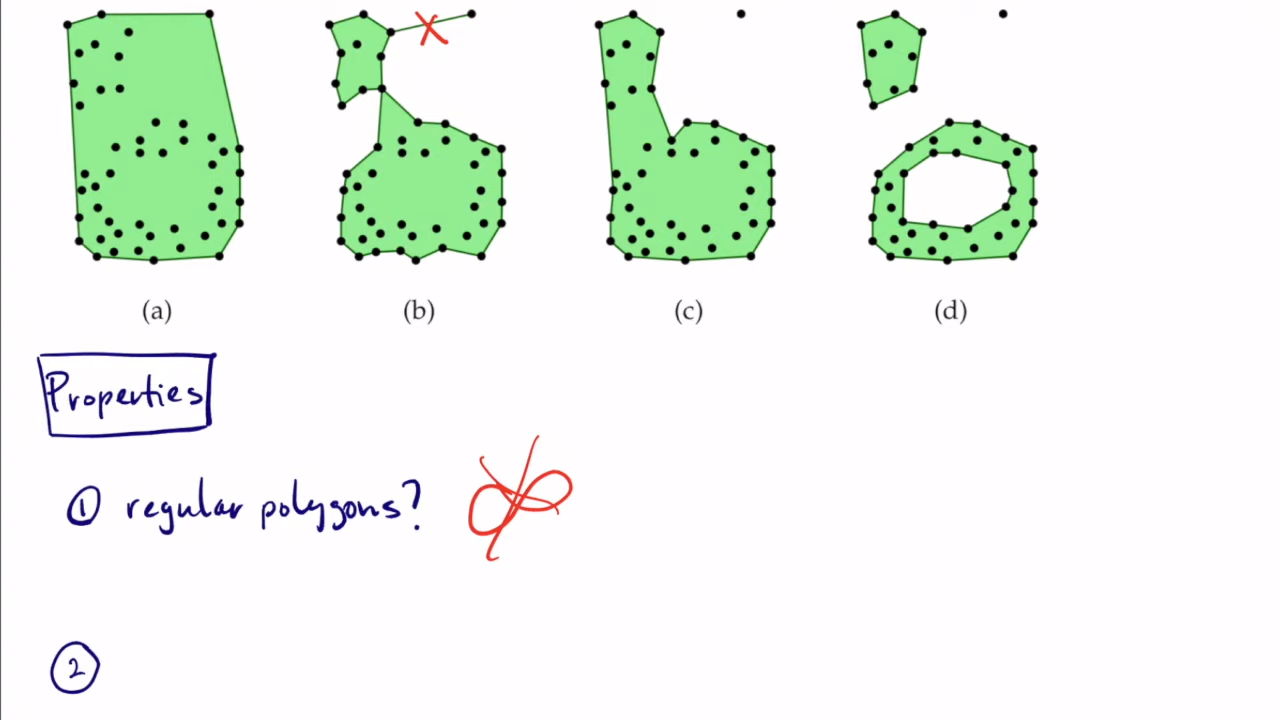 (a) (b) (c) (d)
Properties
① regular polygons?
②